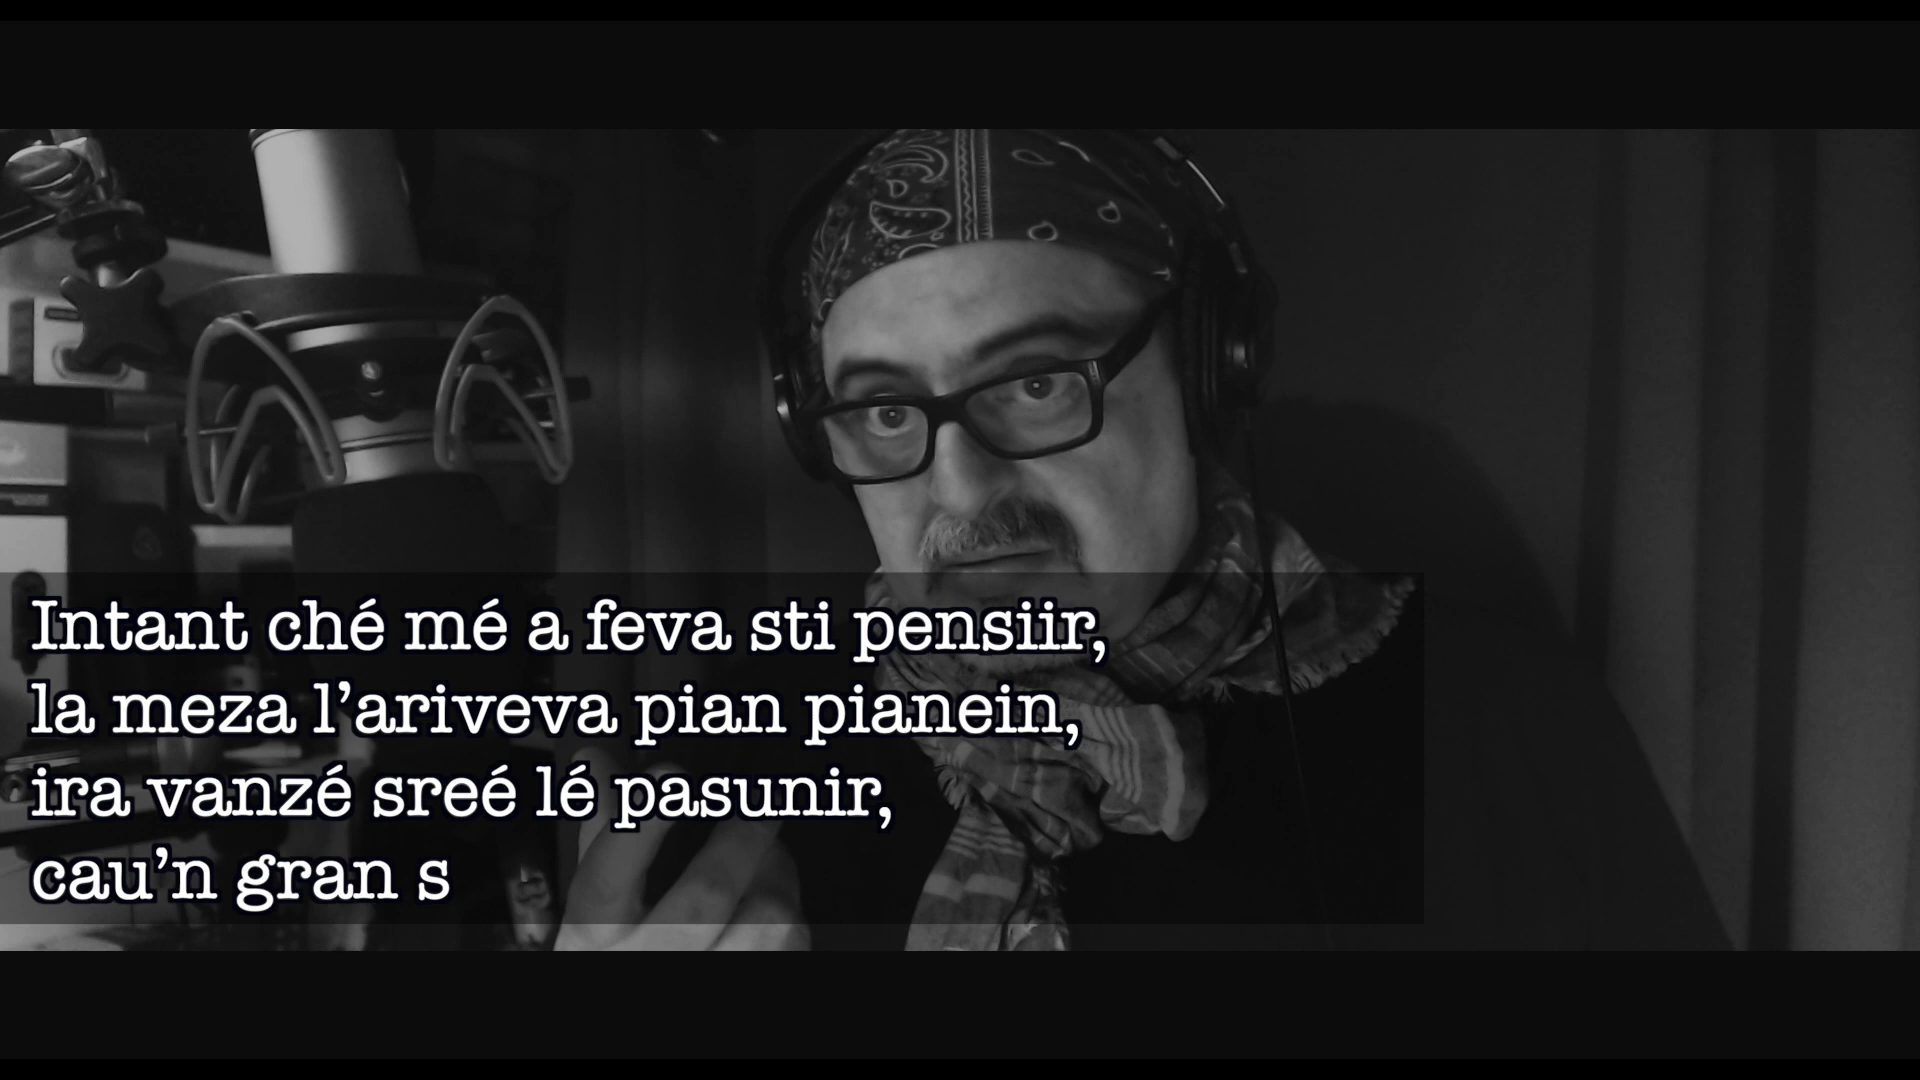 Intant ché mé a feva sti pensiir,
la meza l’ariveva pian pianein,
ira vanzé sreé lé pasunir,
cau’n gran s